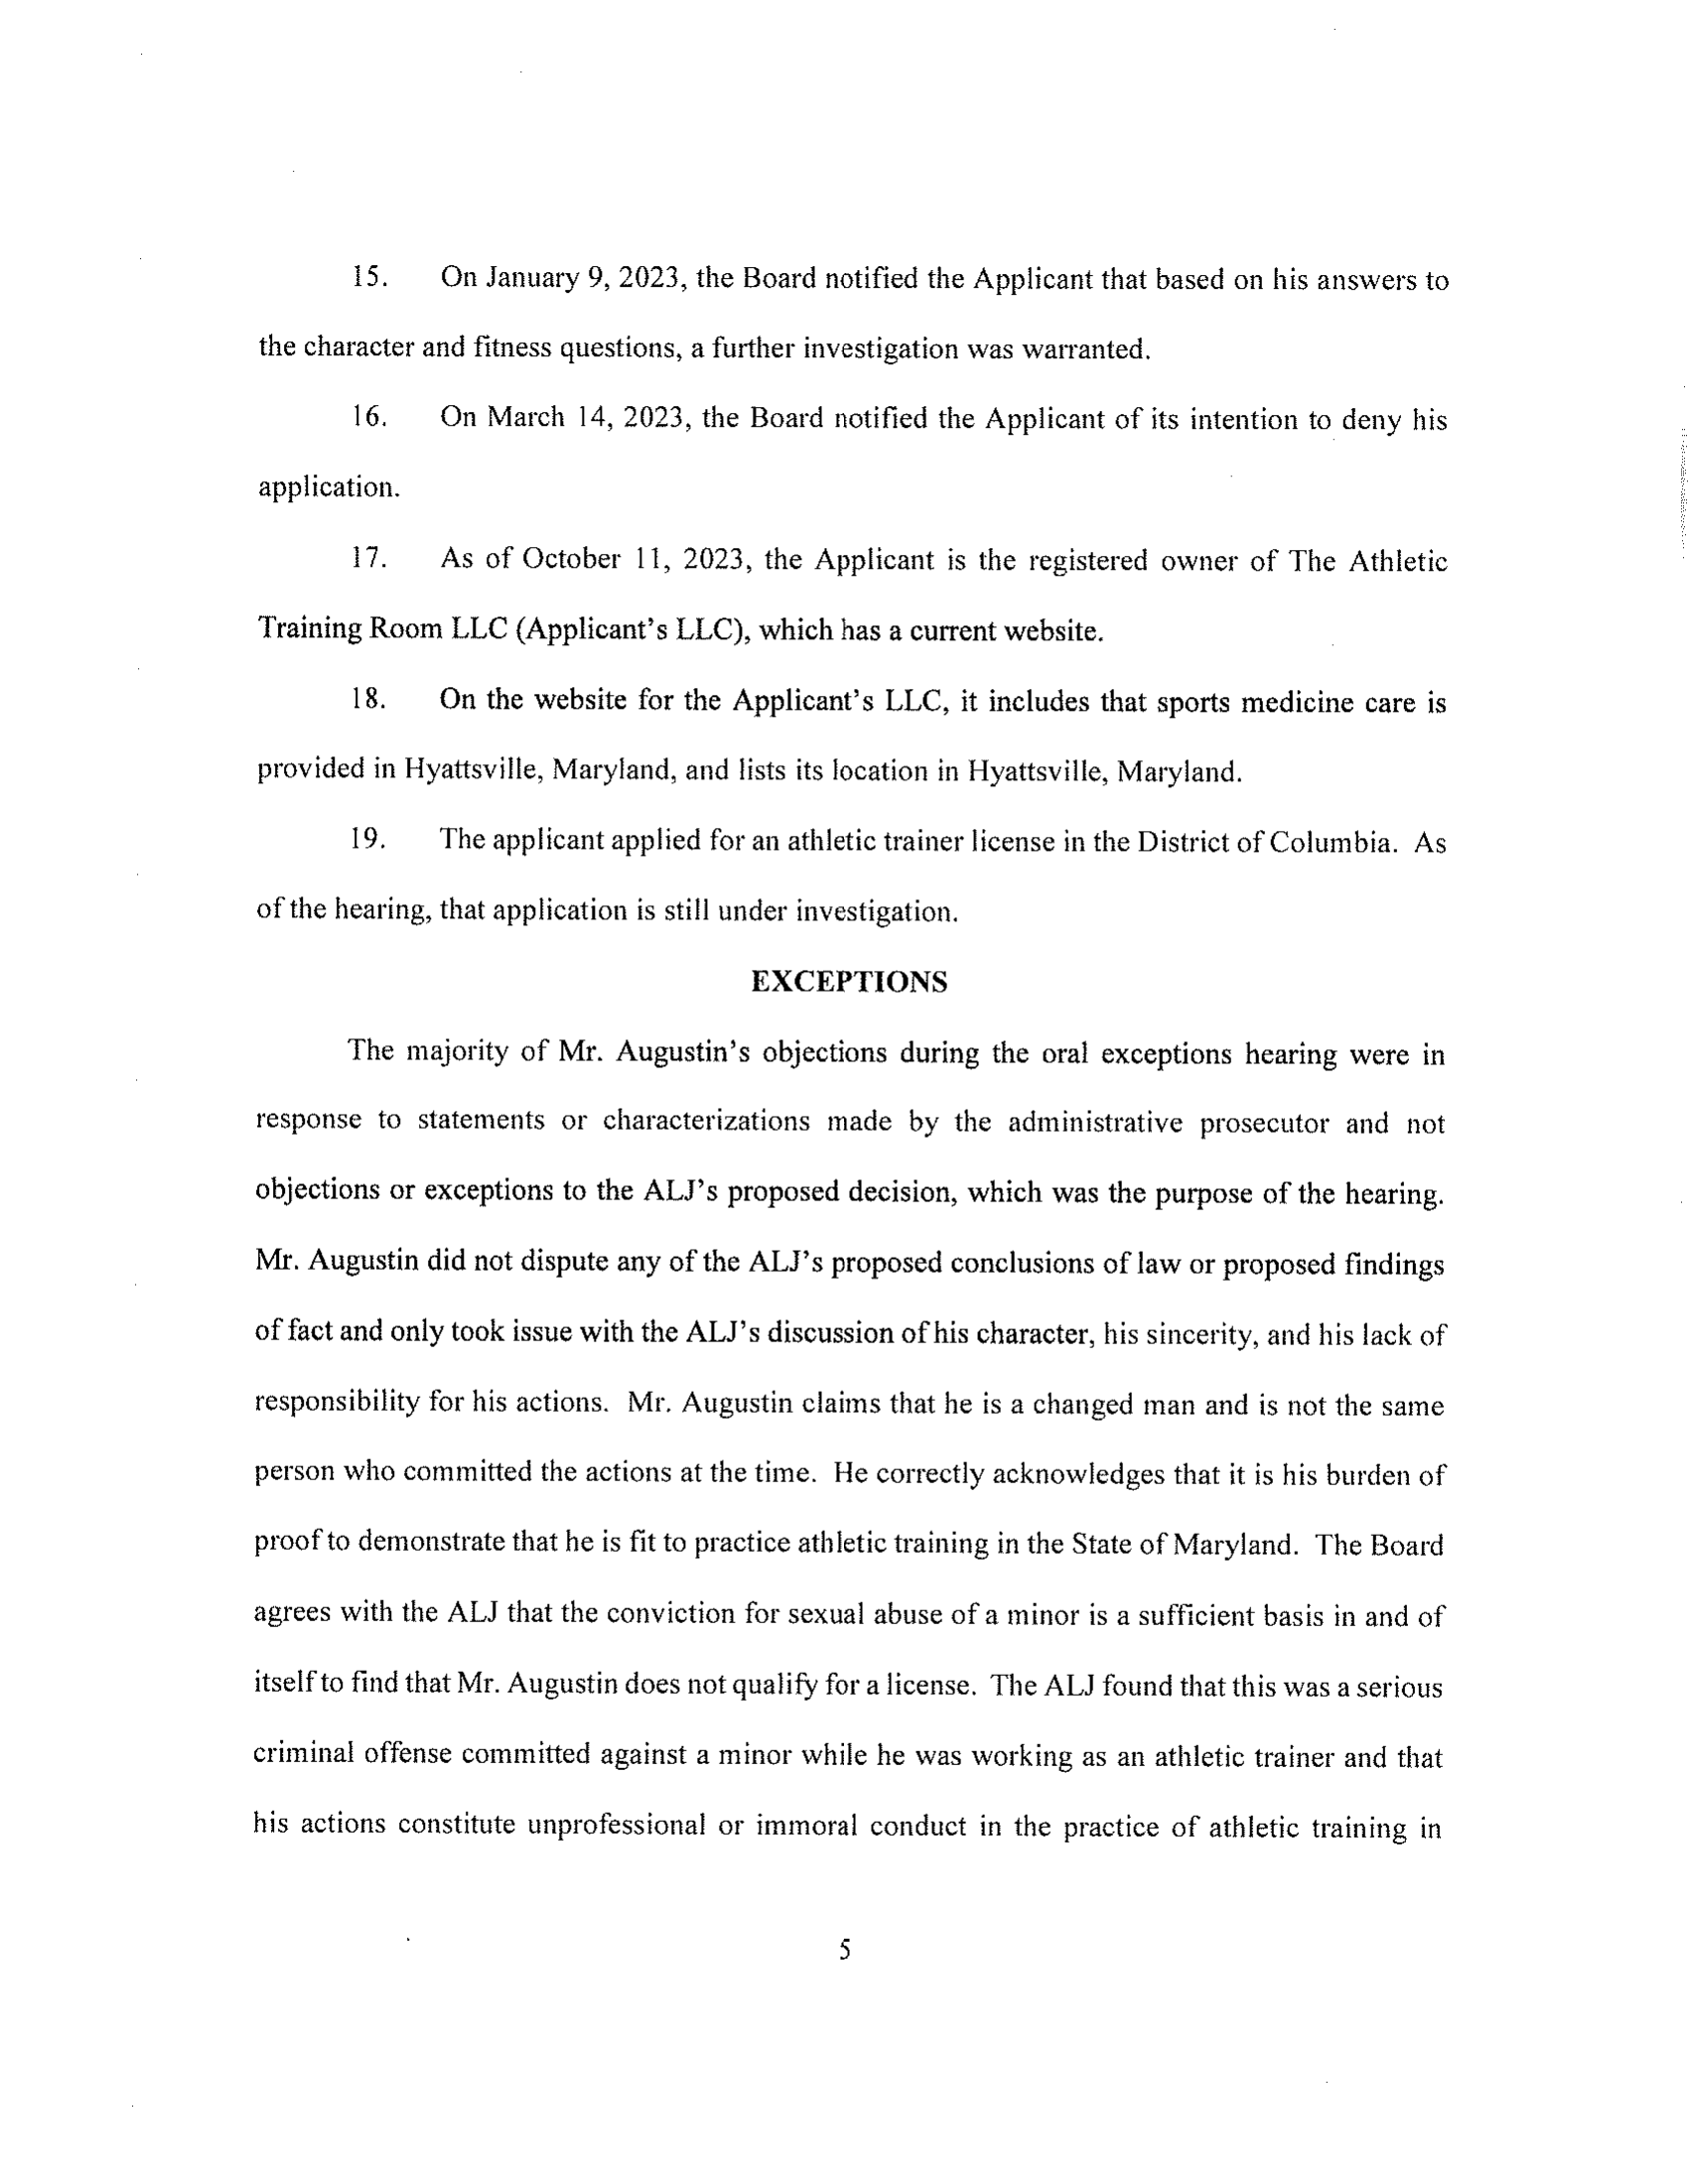 15. On January 9, 2023, the Board notified the Applicant that based on his answers to
the character and fitness questions, a further investigation was warranted.
16. On March 14, 2023, the Board notified the Applicant of its intention to deny his
application.
17. As of October 11, 2023, the Applicant is the registered owner of The Athletic
Training Room LLC (Applicant's LLC), which has a current website.
18. On the website for the Applicant's LLC, it includes that sports medicine care is
provided in Hyattsville, Maryland, and lists its location in Hyattsville, Maryland.
19. The applicant applied for an athletic trainer license in the District of Columbia. As
of the hearing, that application is still under investigation.
EXCEPTIONS
The majority of Mr. Augustin's objections during the oral exceptions hearing were in
response to statements or characterizations made by the administrative prosecutor and not
objections or exceptions to the ALJ's proposed decision, which was the purpose of the hearing.
Mr. Augustin did not dispute any of the ALJ's proposed conclusions of law or proposed findings
of fact and only took issue with the ALJ's discussion of his character, his sincerity, and his lack of
responsibility for his actions. Mr. Augustin claims that he is a changed man and is not the same
person who committed the actions at the time. He correctly acknowledges that it is his burden of
proof to demonstrate that he is fit to practice athletic training in the State of Maryland. The Board
agrees with the ALJ that the conviction for sexual abuse of a minor is a sufficient basis in and of
itself to find that Mr. Augustin does not qualify for a license. The ALJ found that this was a serious
criminal offense committed against a minor while he was working as an athletic trainer and that
his actions constitute unprofessional or immoral conduct in the practice of athletic training in
5